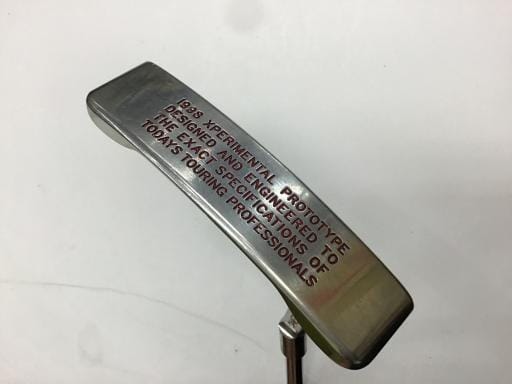 1998 XPERIMENTAL PROTOTYPE
DESIGNED AND ENGINEERED TO
THE EXACT SPECIFICATIONS OF
TODAYS TOURING PROFESSIONALS